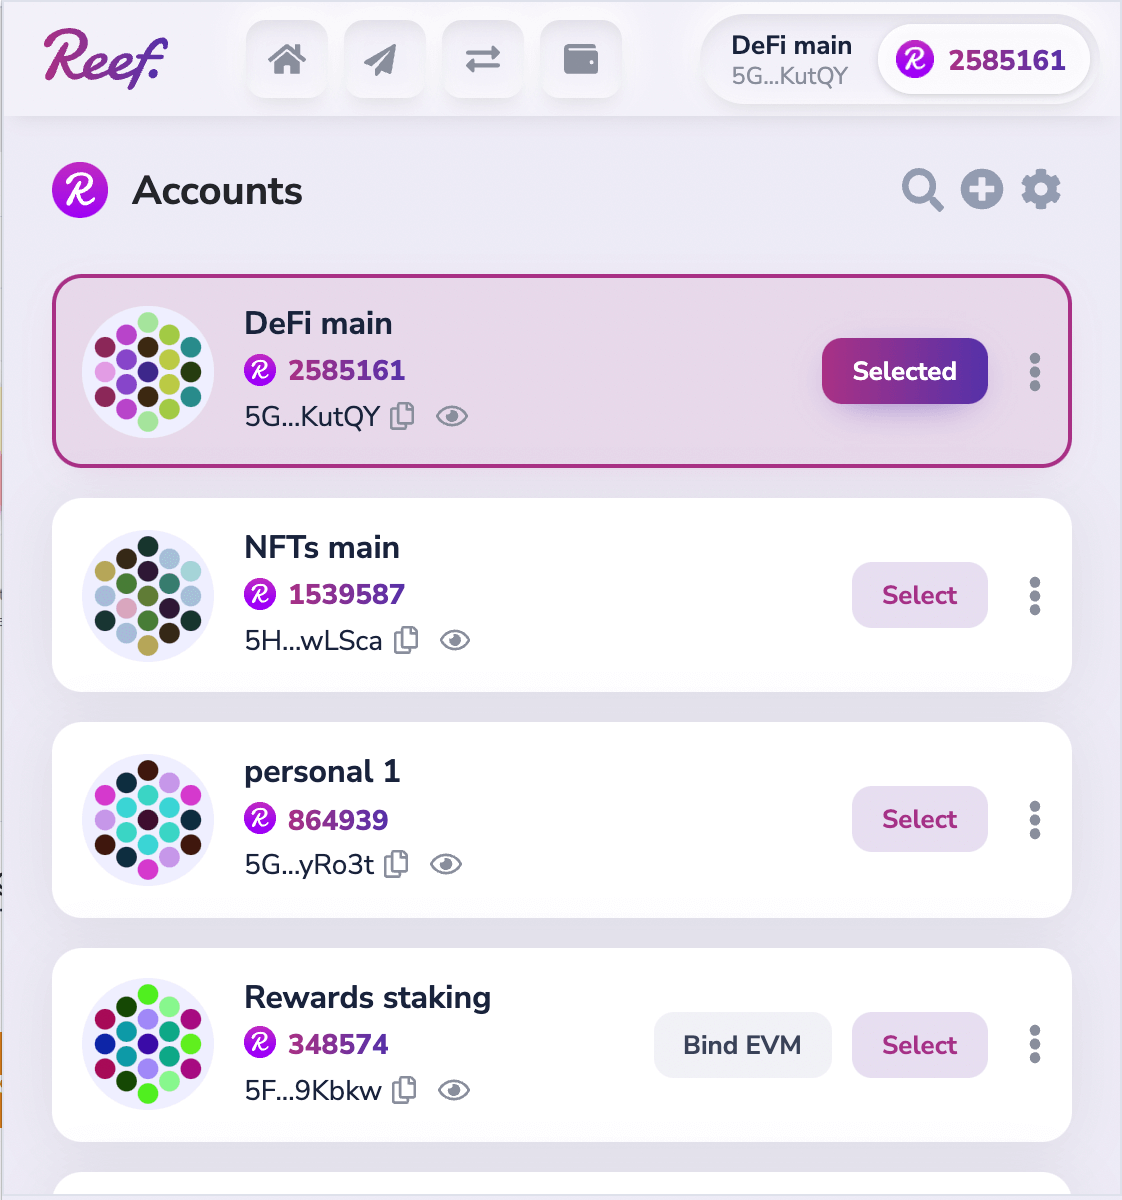 Reef.
DeFi main
5G...KutQY
2585161
Accounts
DeFi main
2585161
5G...KutQY
Selected
NFTs main
1539587
5H...wLSca
Select
personal 1
864939
5G...yRo3t
Select
Rewards staking
348574
5F...9Kbkw
Bind EVM
Select